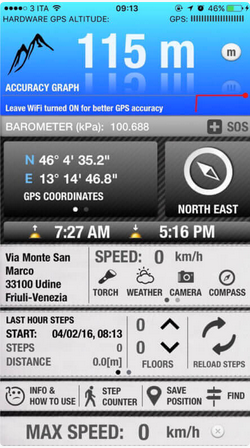 3 ITA 09:13 46%
HARDWARE GPS ALTITUDE: GPS:
115 m m
ACCURACY GRAPH
Leave WiFi turned ON for better GPS accuracy
BAROMETER (kPa): 100.688 SOS
N 46° 4' 35.2"
E 13° 14' 46.8"
GPS COORDINATES
NORTH EAST
7:27 AM 5:16 PM
Via Monte San
Marco
33100 Udine
Friuli-Venezia
SPEED: 0 km/h
TORCH WEATHER CAMERA COMPASS
LAST HOUR STEPS
START: 04/02/16, 08:13
STEPS 0
DISTANCE 0.0[m]
0
0
FLOORS
RELOAD STEPS
INFO &
HOW TO USE
STEP
COUNTER
SAVE
POSITION
FIND
MAX SPEED: 0 km/h